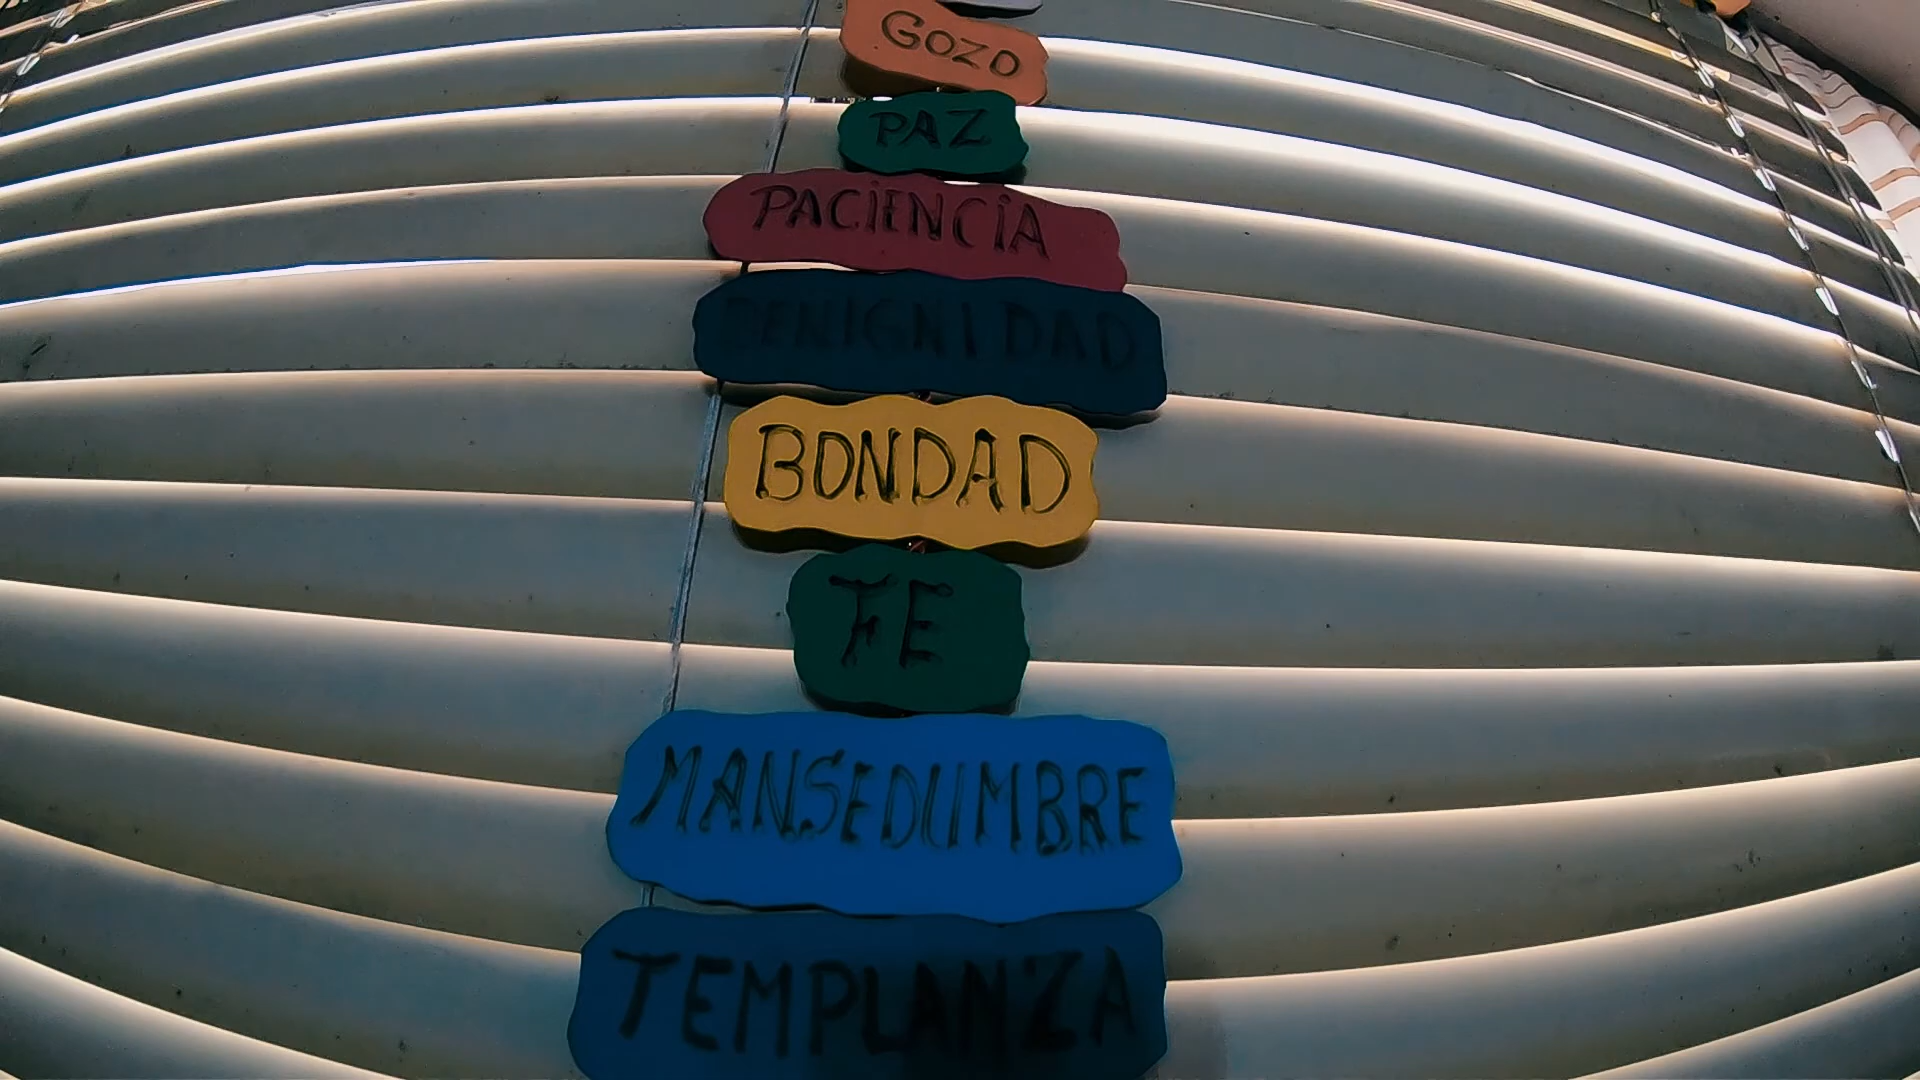 GOZO
PAZ
PACIENCIA
BENIGNIDAD
BONDAD
FE
MANSEDUMBRE
TEMPLANZA